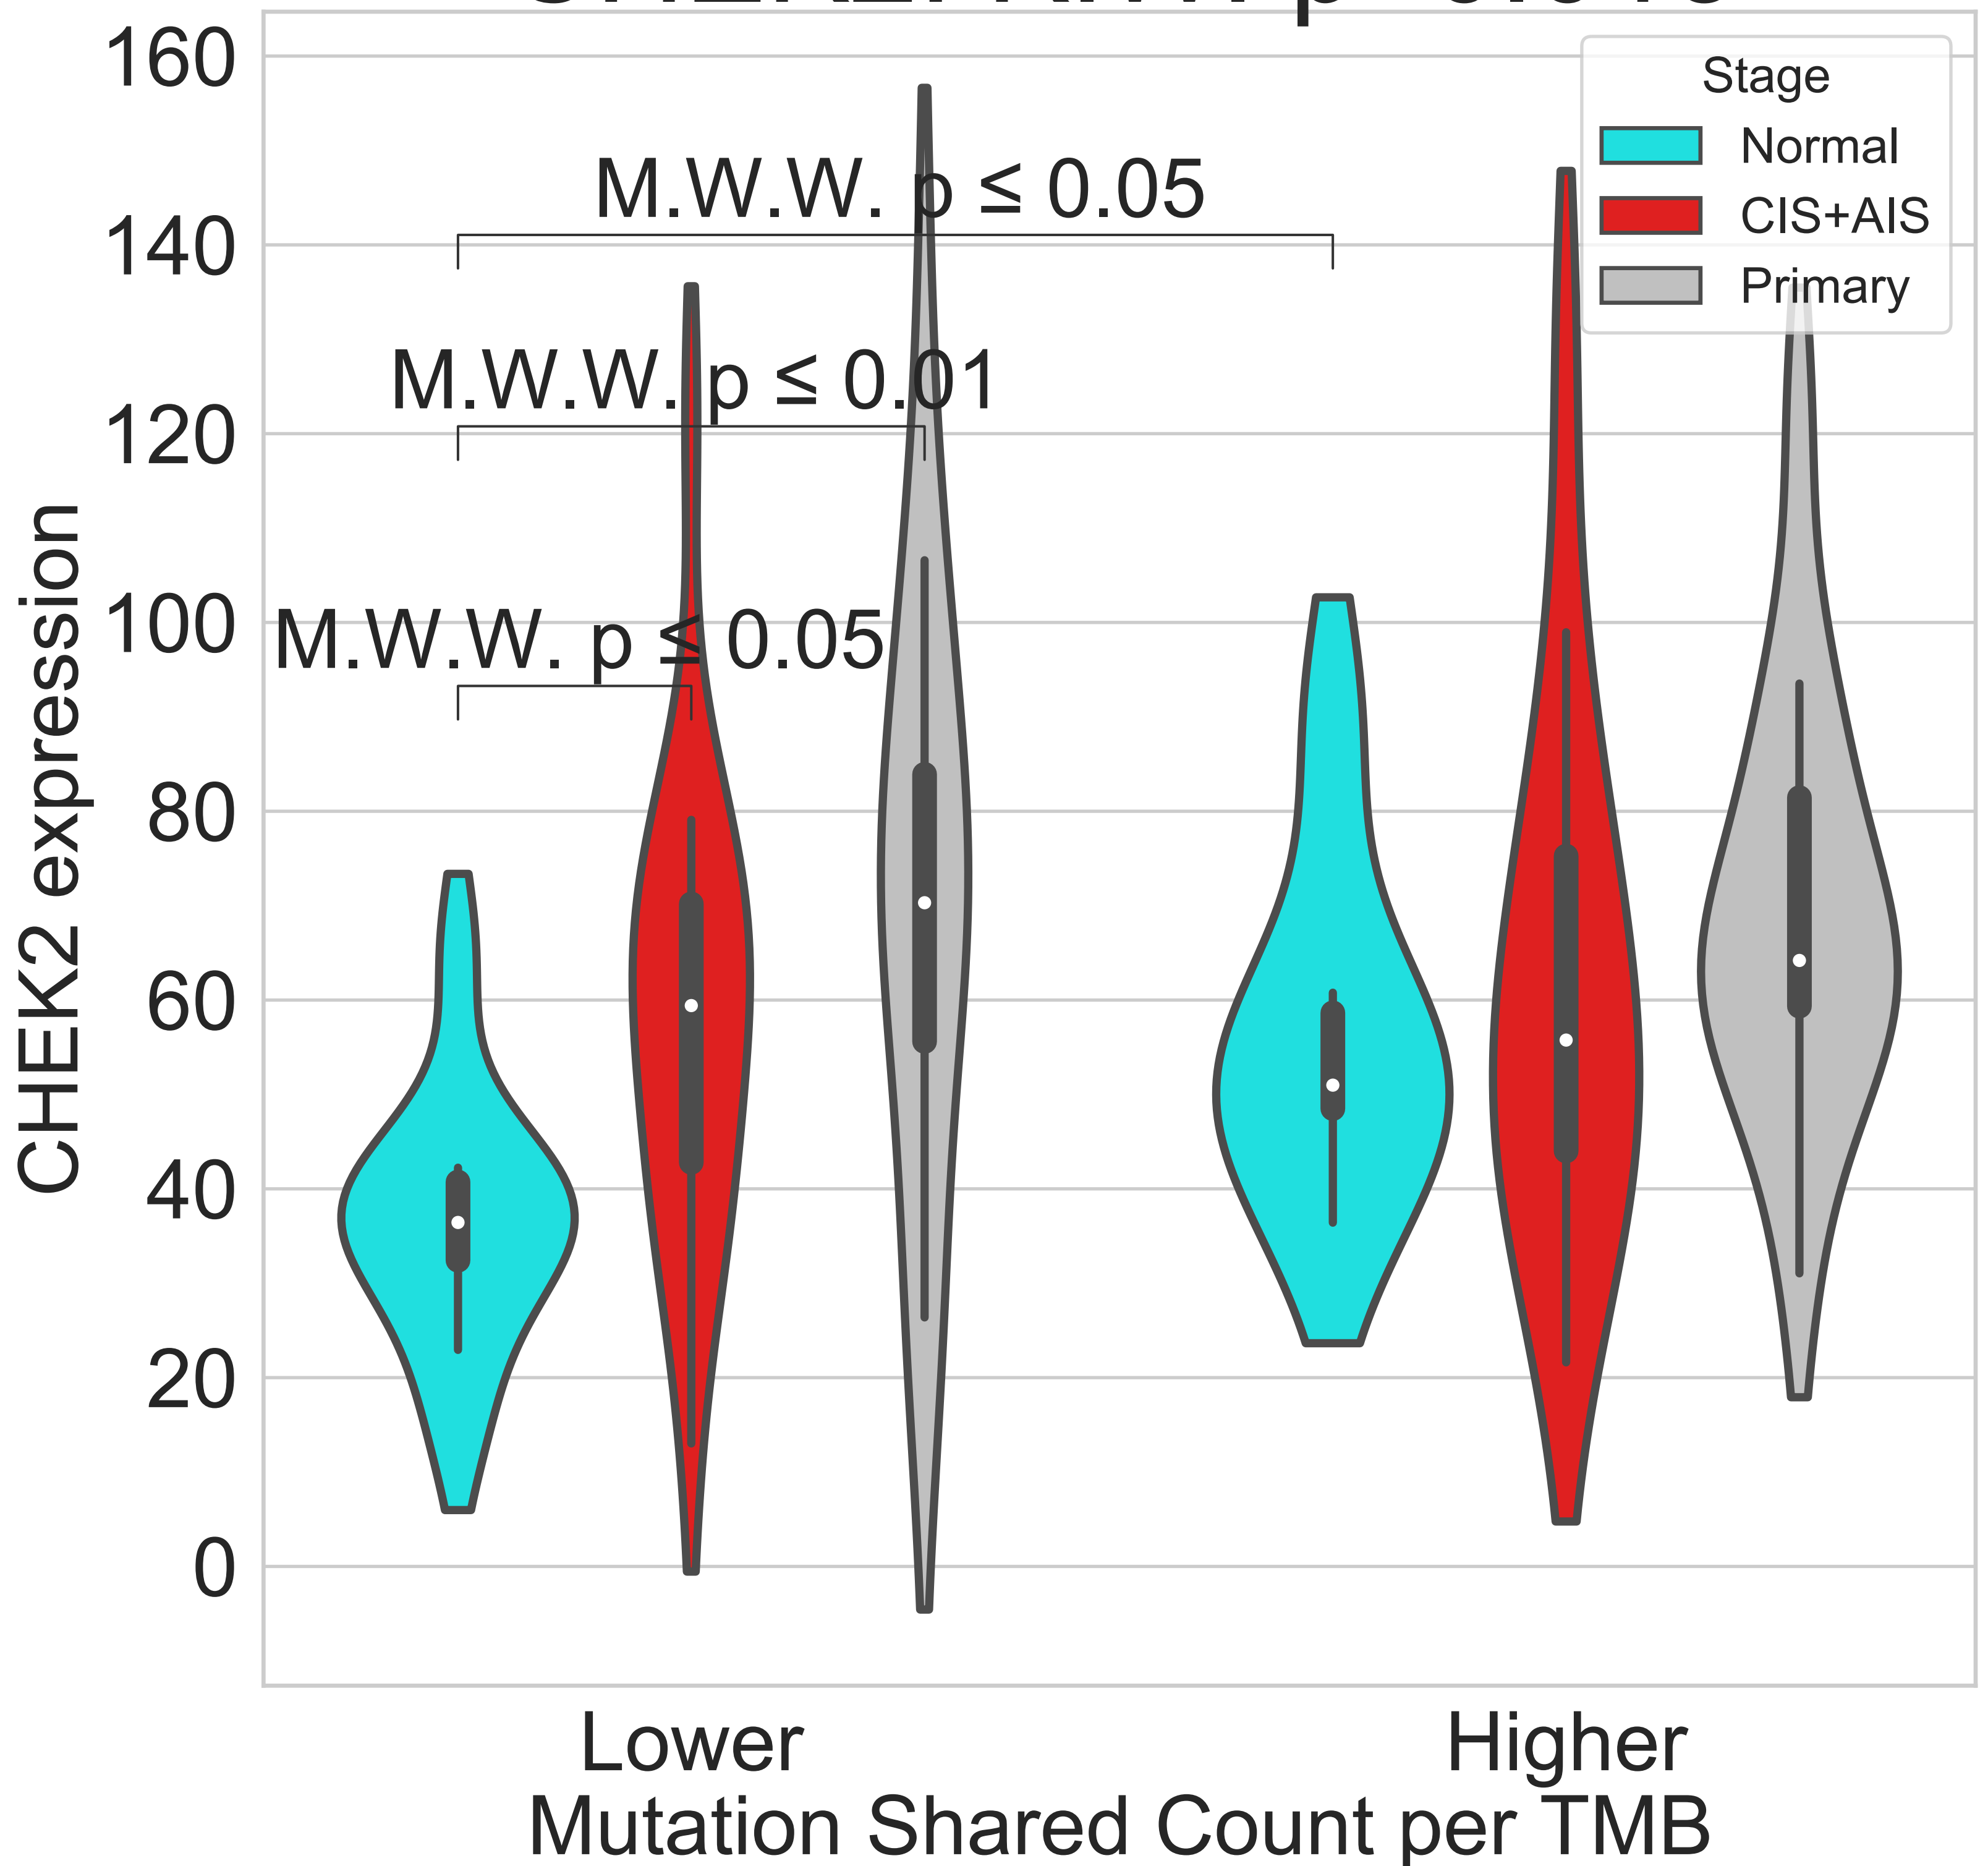 160
140
120
100
80
60
40
20
0
CHEK2 expression
Stage
Normal
CIS+AIS
Primary
M.W.W. p ≤ 0.05
M.W.W. p ≤ 0.01
M.W.W. p ≤ 0.05
Lower
Higher
Mutation Shared Count per TMB